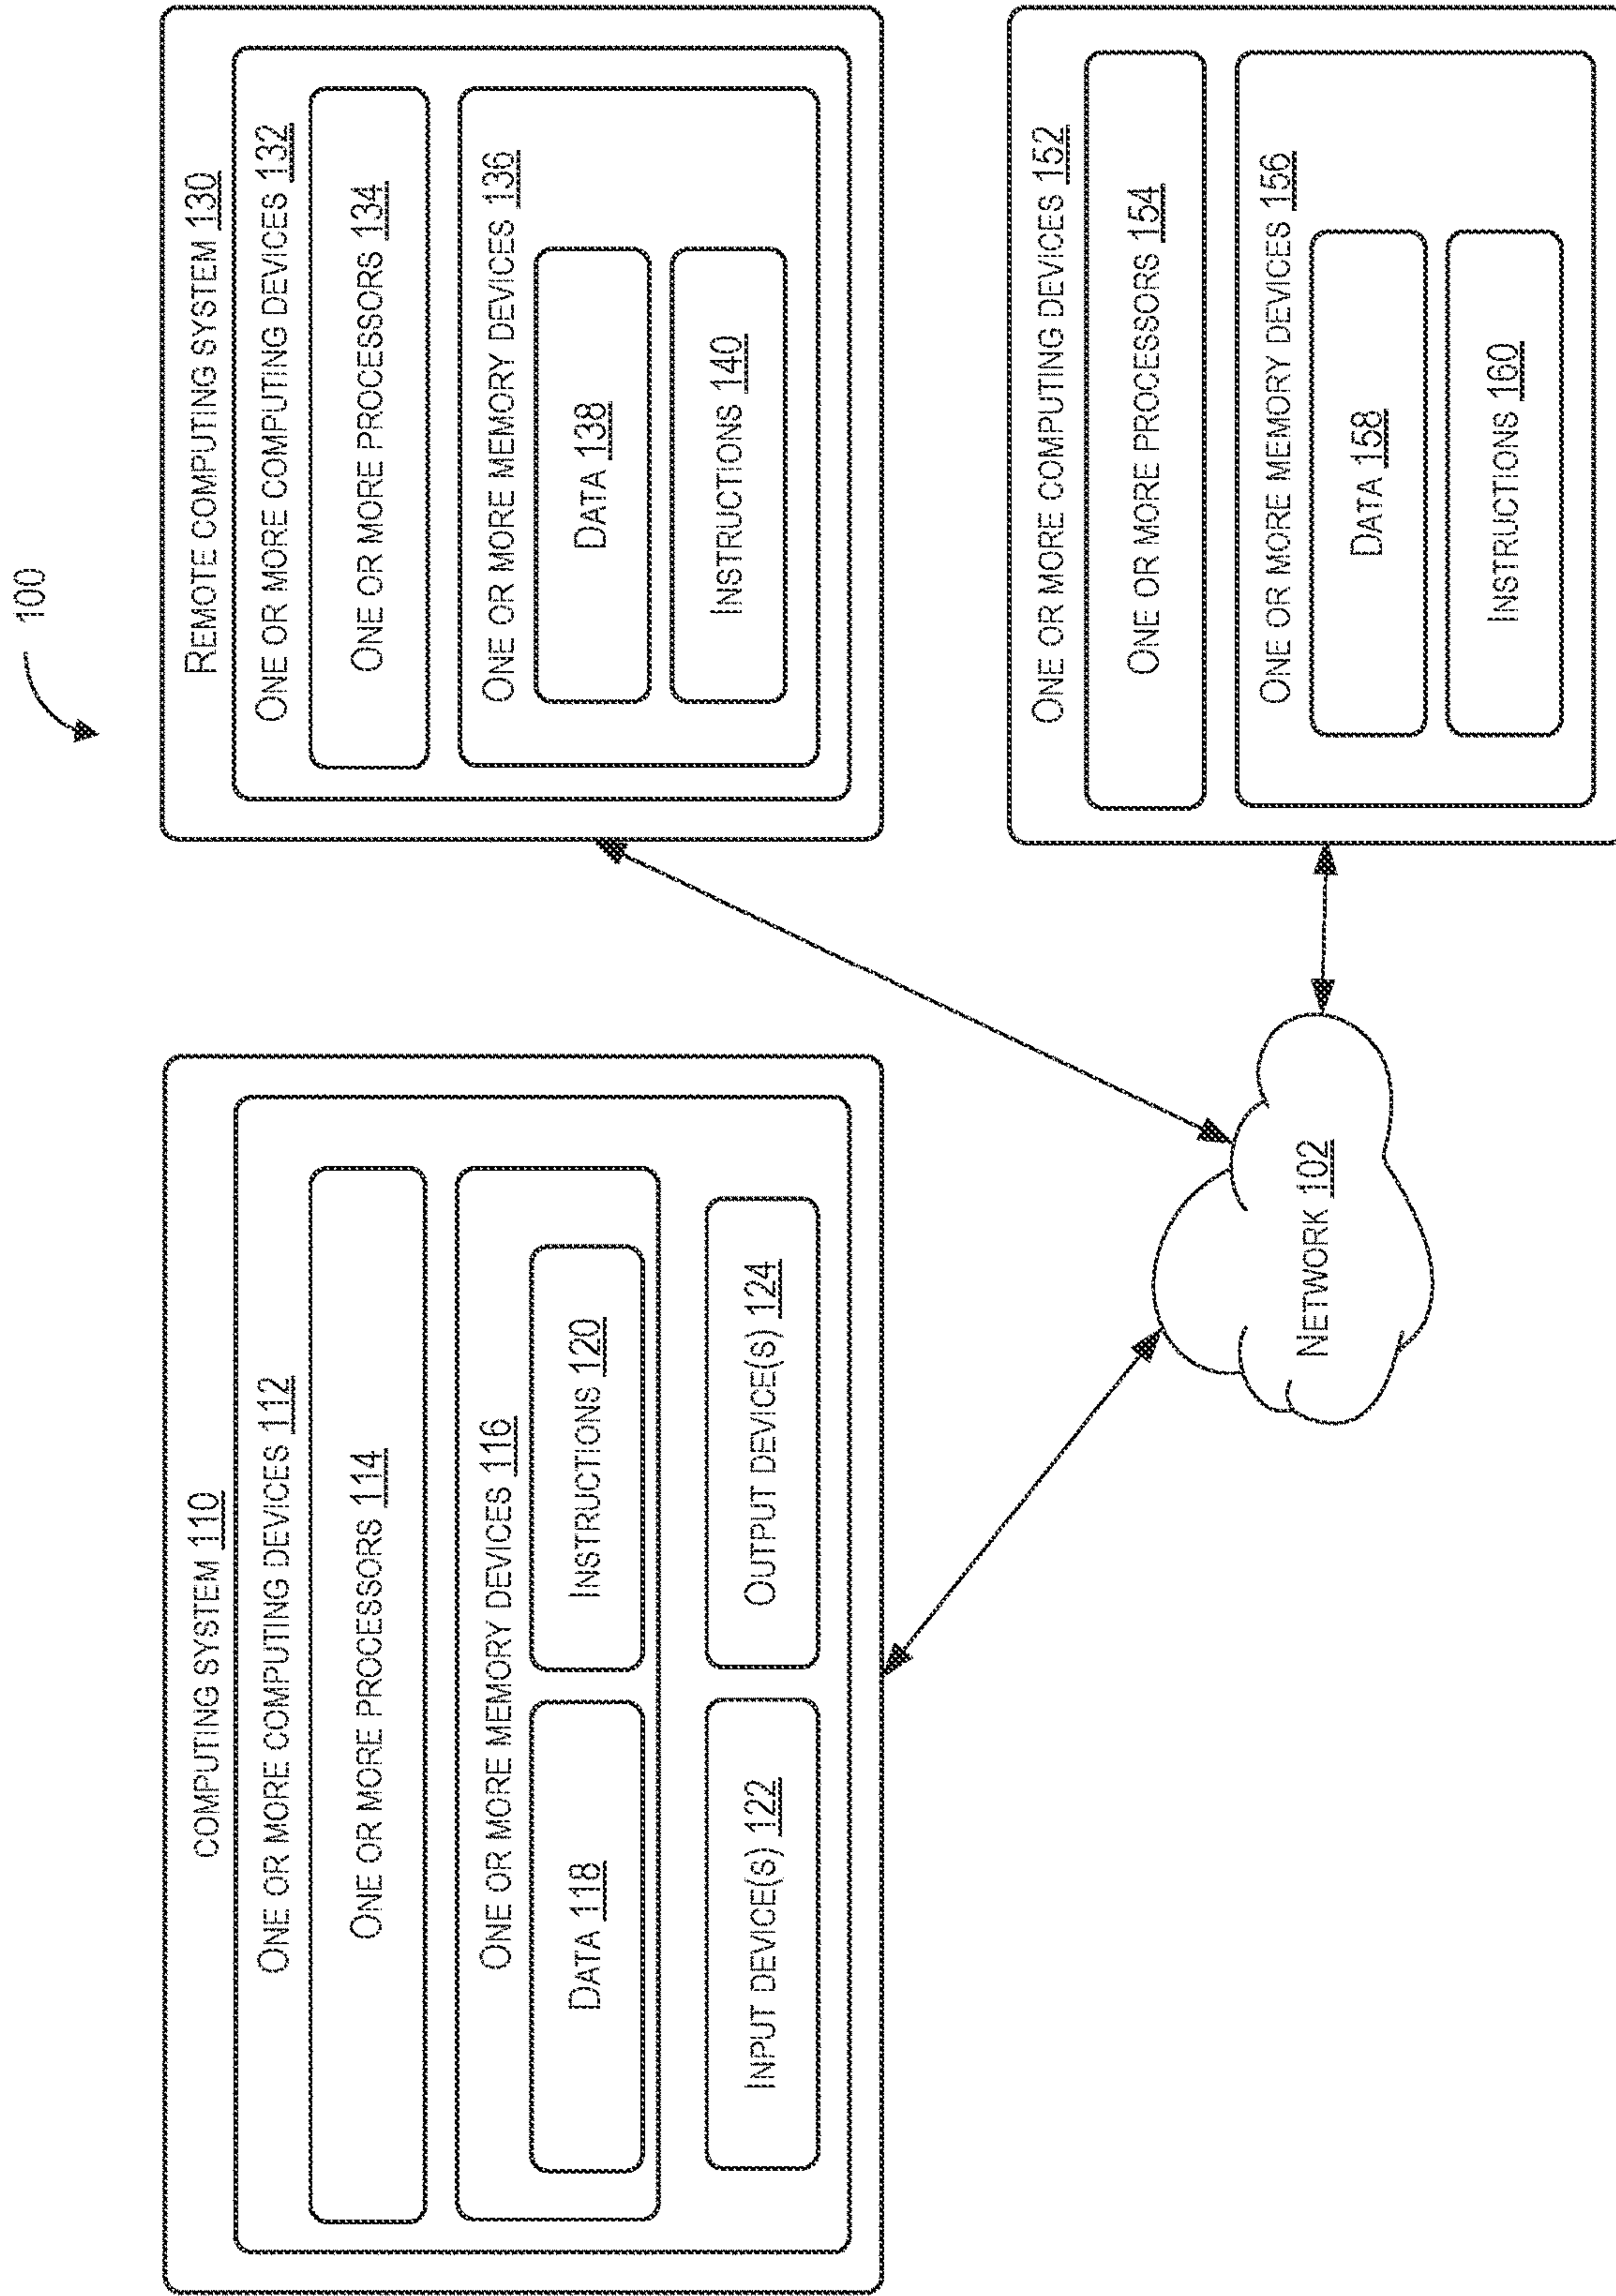 100
COMPUTING SYSTEM 110
ONE OR MORE COMPUTING DEVICES 112
ONE OR MORE PROCESSORS 114
ONE OR MORE MEMORY DEVICES 116
DATA 118
INSTRUCTIONS 120
INPUT DEVICE(S) 122
OUTPUT DEVICE(S) 124
REMOTE COMPUTING SYSTEM 130
ONE OR MORE COMPUTING DEVICES 132
ONE OR MORE PROCESSORS 134
ONE OR MORE MEMORY DEVICES 136
DATA 138
INSTRUCTIONS 140
NETWORK 102
ONE OR MORE COMPUTING DEVICES 152
ONE OR MORE PROCESSORS 154
ONE OR MORE MEMORY DEVICES 156
DATA 158
INSTRUCTIONS 160